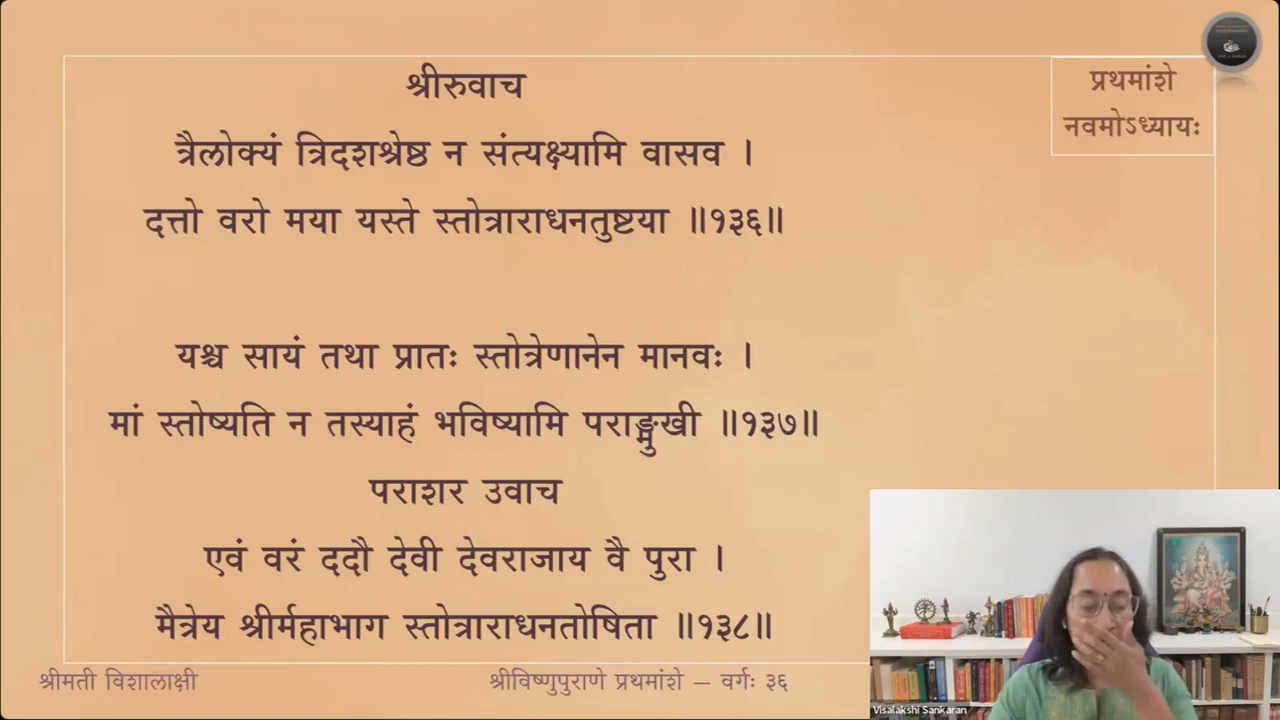 श्रीरुवाच
प्रथमांशे
नवमोऽध्यायः
त्रैलोक्यं त्रिदशश्रेष्ठ न संत्यक्ष्यामि वासव ।
दत्तो वरो मया यस्ते स्तोत्राराधनतुष्टया ॥१३६॥
यश्च सायं तथा प्रातः स्तोत्रेणानेन मानवः ।
मां स्तोष्यति न तस्याहं भविष्यामि पराङ्मुखी ॥१३७॥
पराशर उवाच
एवं वरं ददौ देवी देवराजाय वै पुरा ।
मैत्रेय श्रीर्महाभाग स्तोत्राराधनतोषिता ॥१३८॥
श्रीमती विशालाक्षी
श्रीविष्णुपुराणे प्रथमांशे – वर्गः ३६
Visalakshi Sankaran